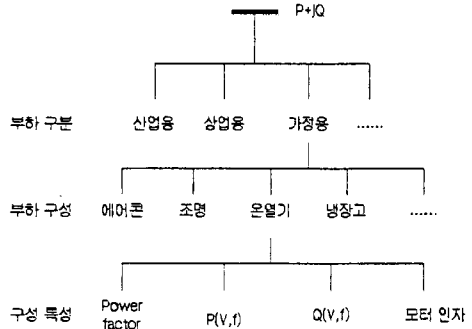 P+jQ
부하 구분 산업용 상업용 가정용 ......
부하 구성 에어콘 조명 온열기 냉장고 ......
구성 특성 Power factor P(V,f) Q(V,f) 모터 인자